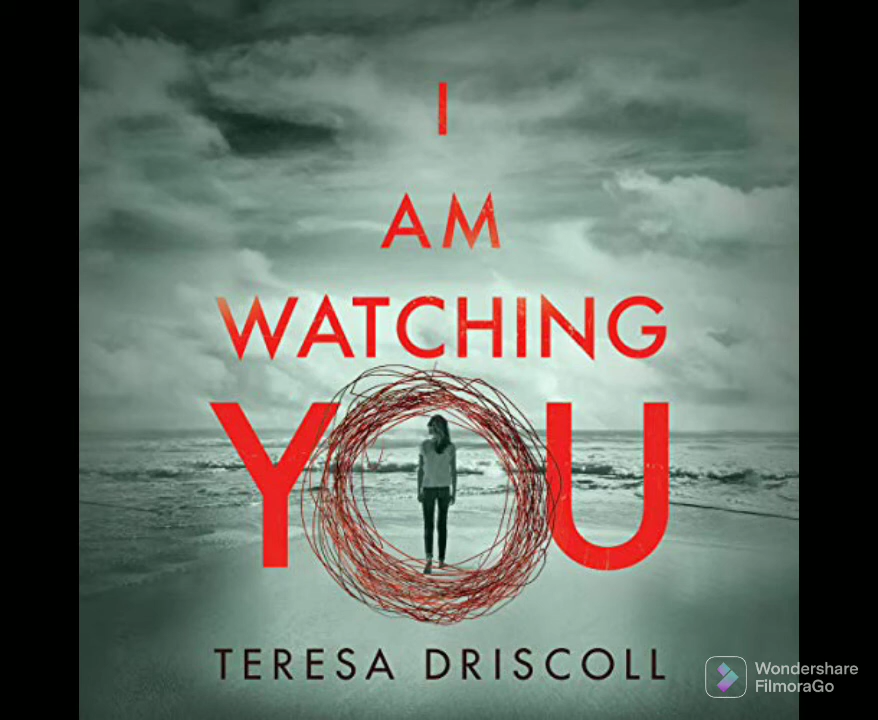 I
AM
WATCHING
YOU
TERESA DRISCOLL
Wondershare
FilmoraGo